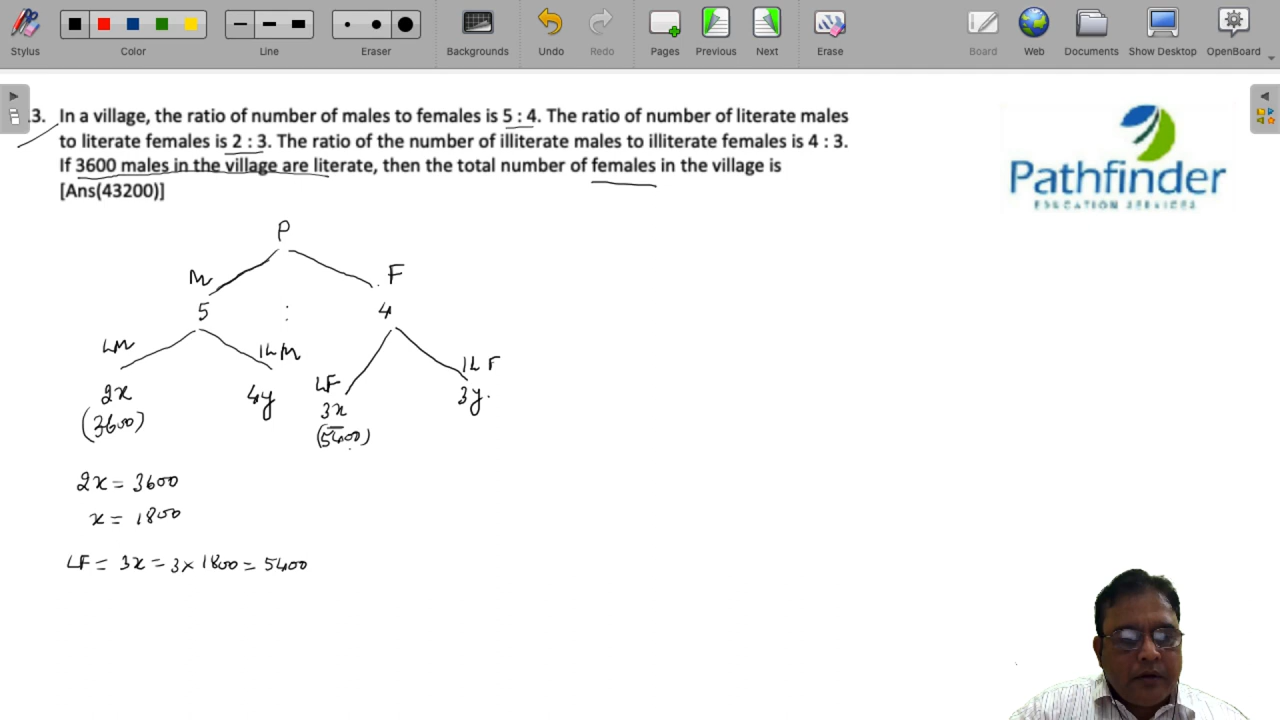 Stylus Color Line Eraser Backgrounds Undo Redo Pages Previous Next Erase Board Web Documents Show Desktop OpenBoard
.3. In a village, the ratio of number of males to females is 5 : 4. The ratio of number of literate males
to literate females is 2 : 3. The ratio of the number of illiterate males to illiterate females is 4 : 3.
If 3600 males in the village are literate, then the total number of females in the village is
[Ans(43200)]
Pathfinder
EDUCATION SERVICES
P
M F
5 : 4
LM ILM LF ILF
2x 4y 3x 3y.
(3600) (5400)
2x = 3600
x = 1800
LF = 3x = 3 x 1800 = 5400